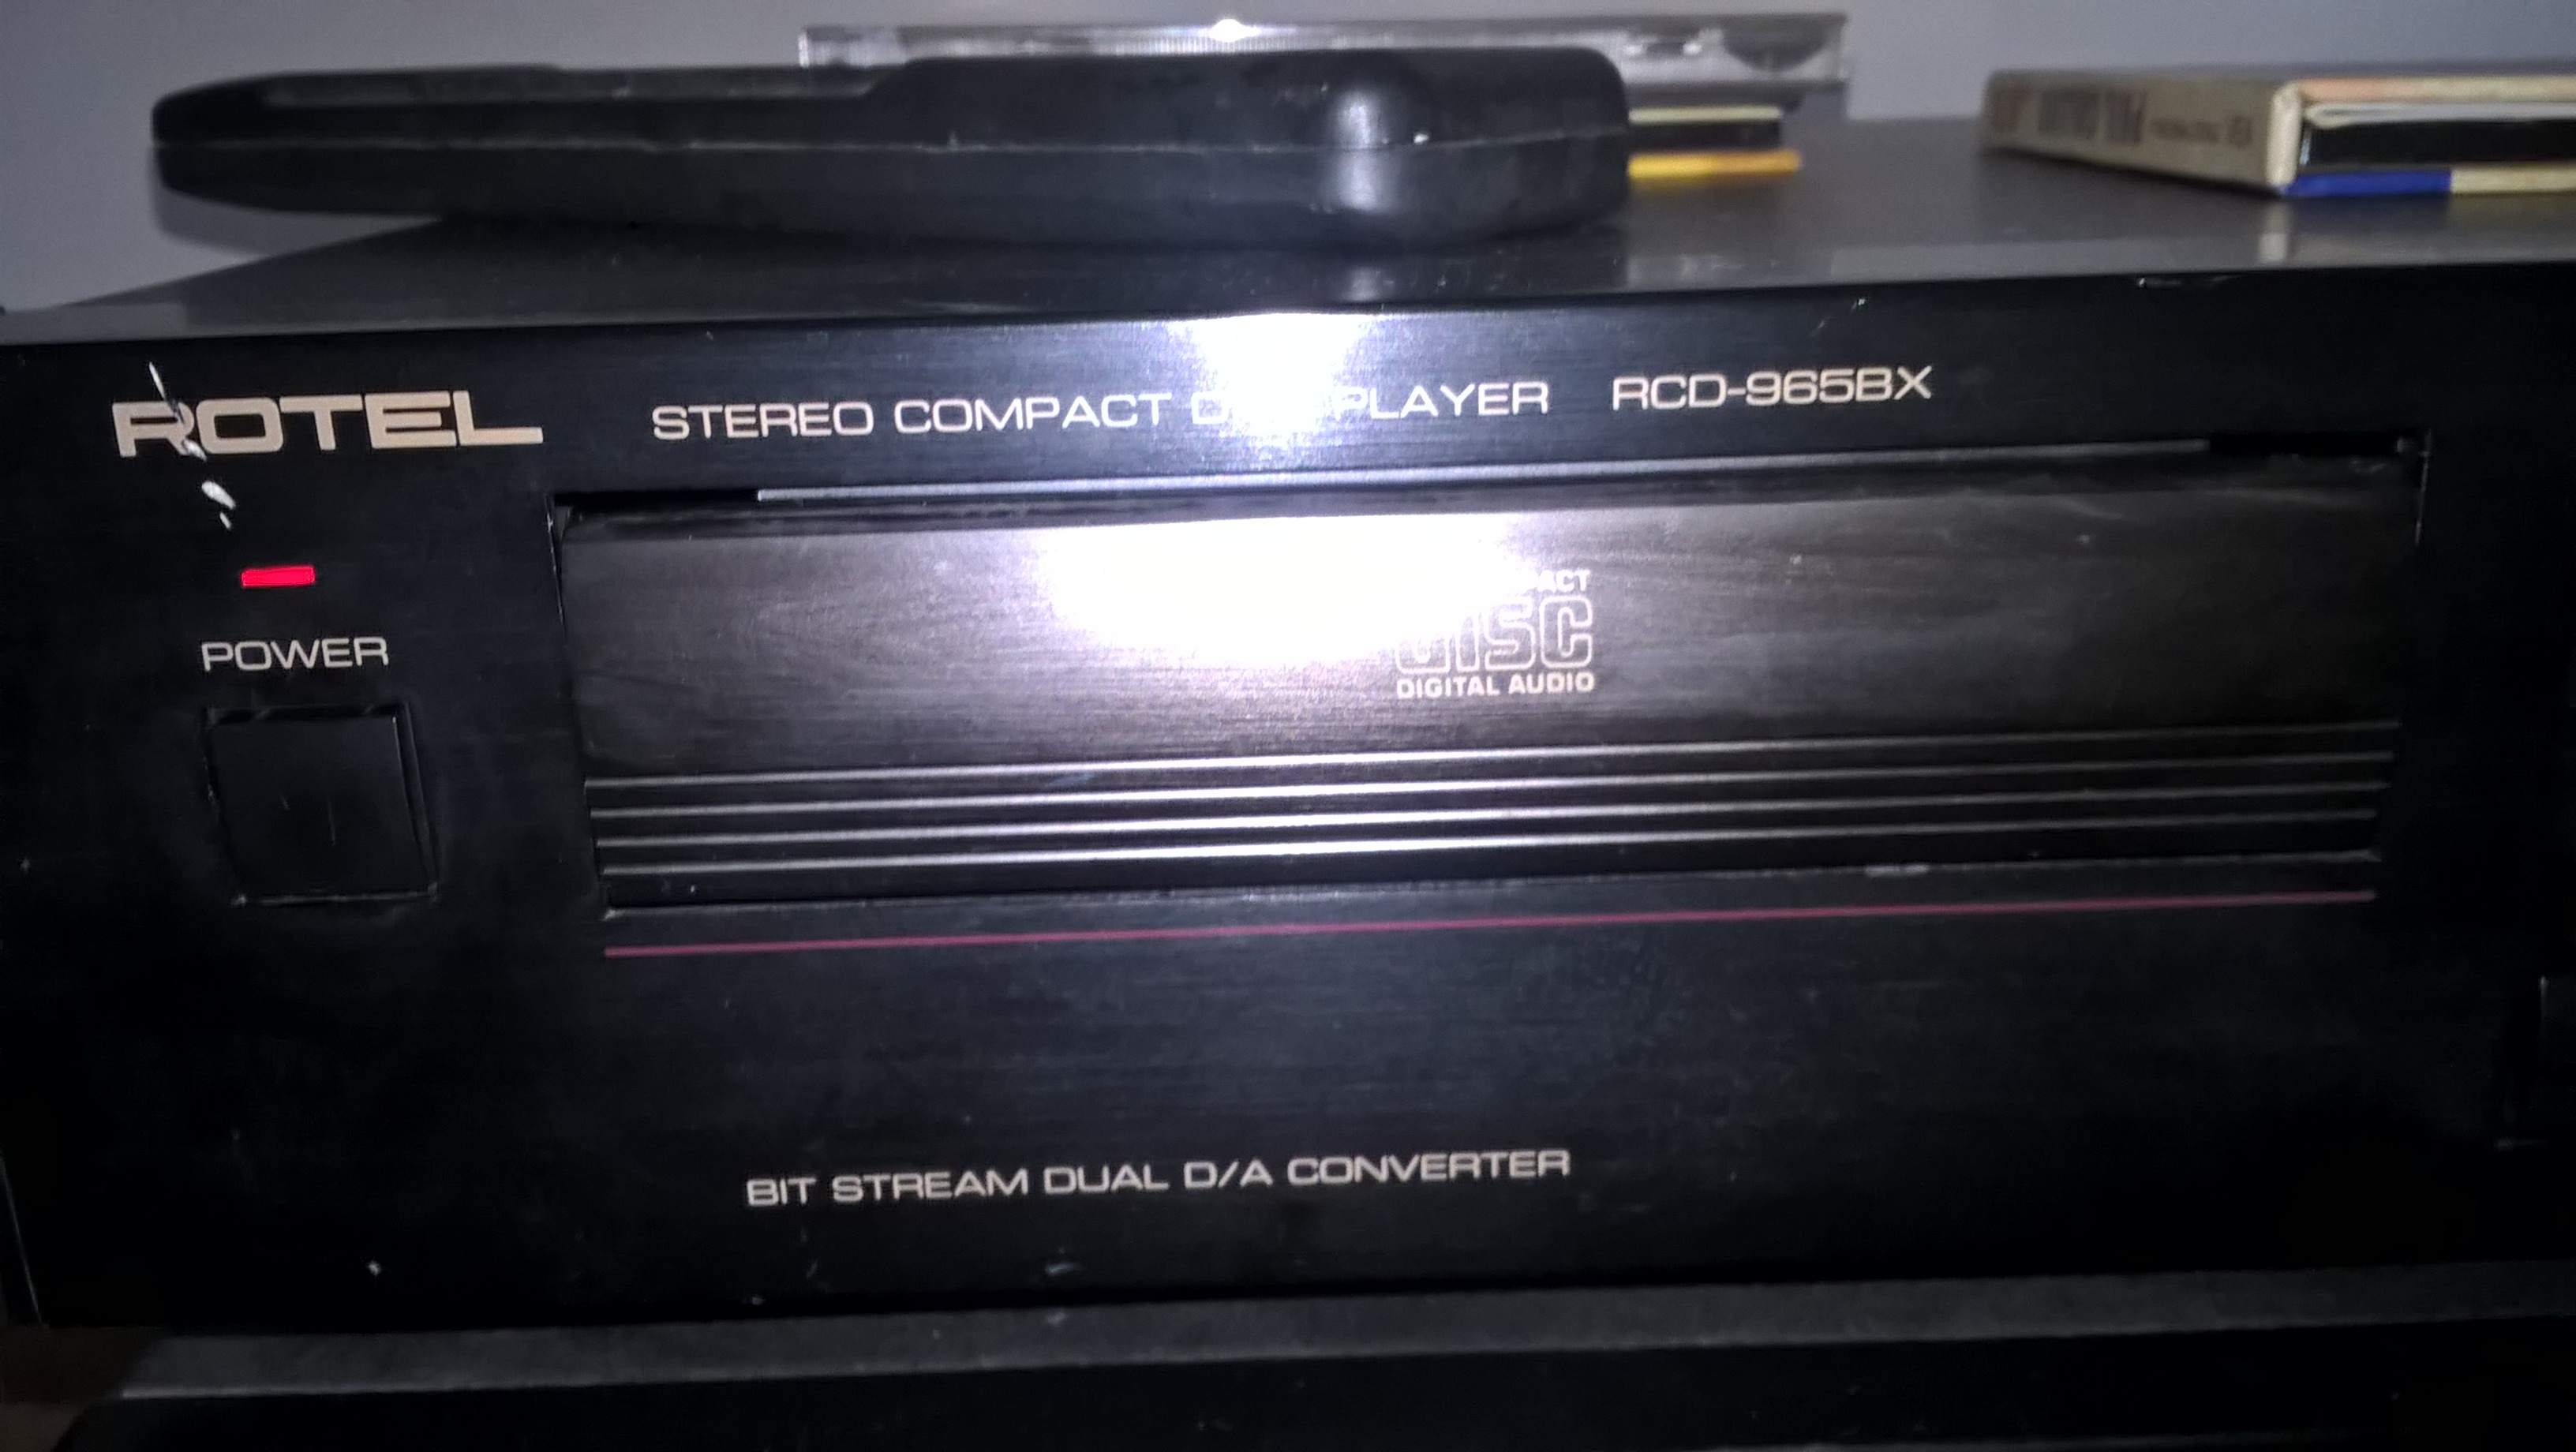 ROTEL STEREO COMPACT PLAYER RCD-965BX
DISC
DIGITAL AUDIO
POWER
BIT STREAM DUAL D/A CONVERTER